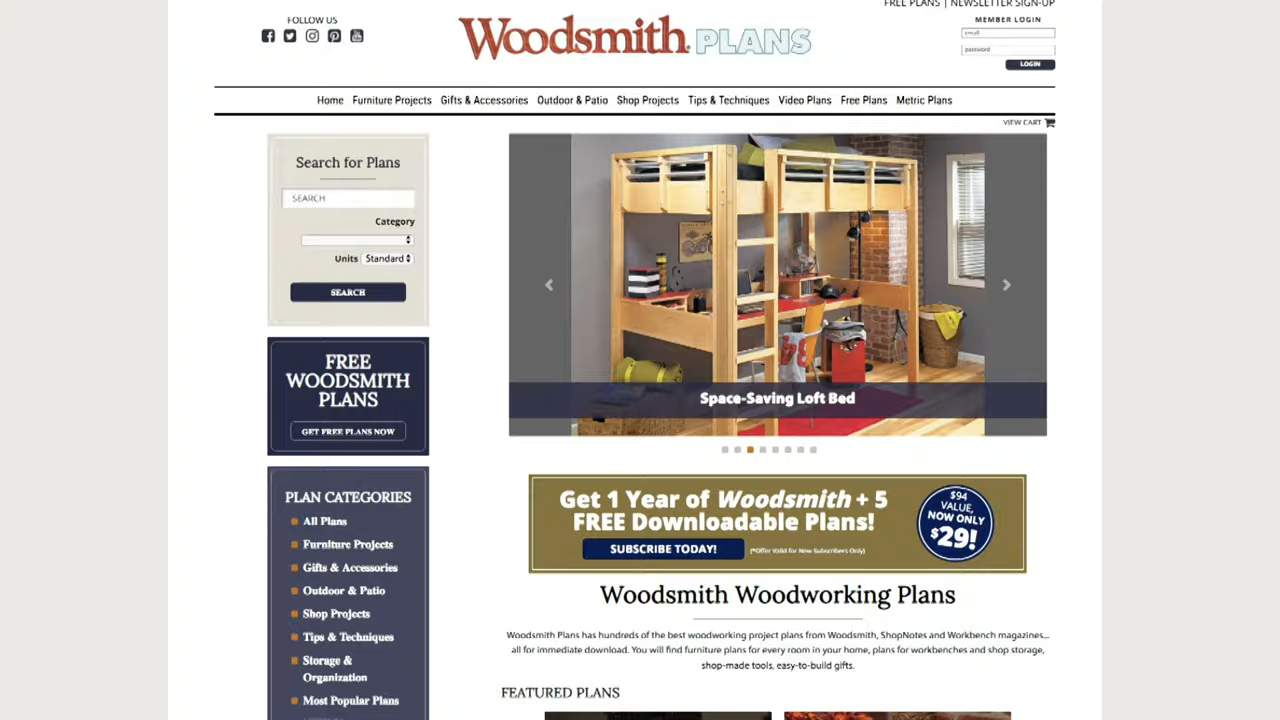 FREE PLANS | NEWSLETTER SIGN-UP
FOLLOW US
Woodsmith PLANS
MEMBER LOGIN
email
password
LOGIN
Home Furniture Projects Gifts & Accessories Outdoor & Patio Shop Projects Tips & Techniques Video Plans Free Plans Metric Plans
VIEW CART
Search for Plans
SEARCH
Category
Units Standard
SEARCH
FREE
WOODSMITH
PLANS
GET FREE PLANS NOW
PLAN CATEGORIES
All Plans
Furniture Projects
Gifts & Accessories
Outdoor & Patio
Shop Projects
Tips & Techniques
Storage &
Organization
Most Popular Plans
Space-Saving Loft Bed
Get 1 Year of Woodsmith + 5
FREE Downloadable Plans!
SUBSCRIBE TODAY!
(*Offer Valid for New Subscribers Only)
$94
VALUE,
NOW ONLY
$29!
Woodsmith Woodworking Plans
Woodsmith Plans has hundreds of the best woodworking project plans from Woodsmith, ShopNotes and Workbench magazines...
all for immediate download. You will find furniture plans for every room in your home, plans for workbenches and shop storage,
shop-made tools, easy-to-build gifts.
FEATURED PLANS